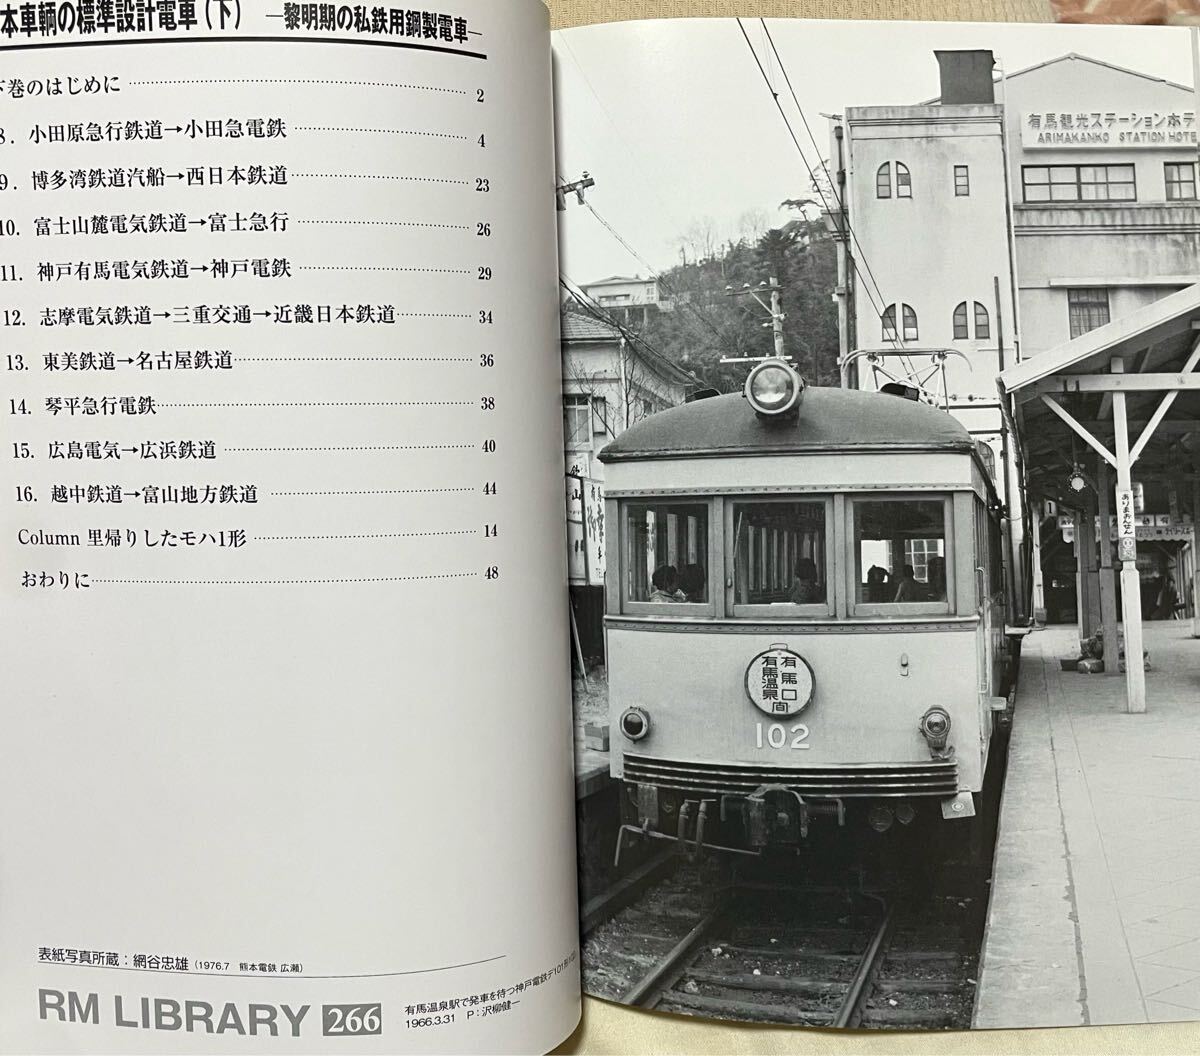 本車輌の標準設計電車（下） ―黎明期の私鉄用鋼製電車―
下巻のはじめに 2
8. 小田原急行鉄道→小田急電鉄 4
9. 博多湾鉄道汽船→西日本鉄道 23
10. 富士山麓電気鉄道→富士急行 26
11. 神戸有馬電気鉄道→神戸電鉄 29
12. 志摩電気鉄道→三重交通→近畿日本鉄道 34
13. 東美鉄道→名古屋鉄道 36
14. 琴平急行電鉄 38
15. 広島電気→広浜鉄道 40
16. 越中鉄道→富山地方鉄道 44
Column 里帰りしたモハ1形 14
おわりに 48
表紙写真所蔵：網谷忠雄（1976.7 熊本電鉄 広瀬）
RM LIBRARY 266
有馬温泉駅で発車を待つ神戸電鉄デ101形
1966.3.31 P：沢柳健一
有馬観光ステーションホテ
ARIMAKANKO STATION HOTE
ありまおんせん
有馬口
有馬温泉
間
102